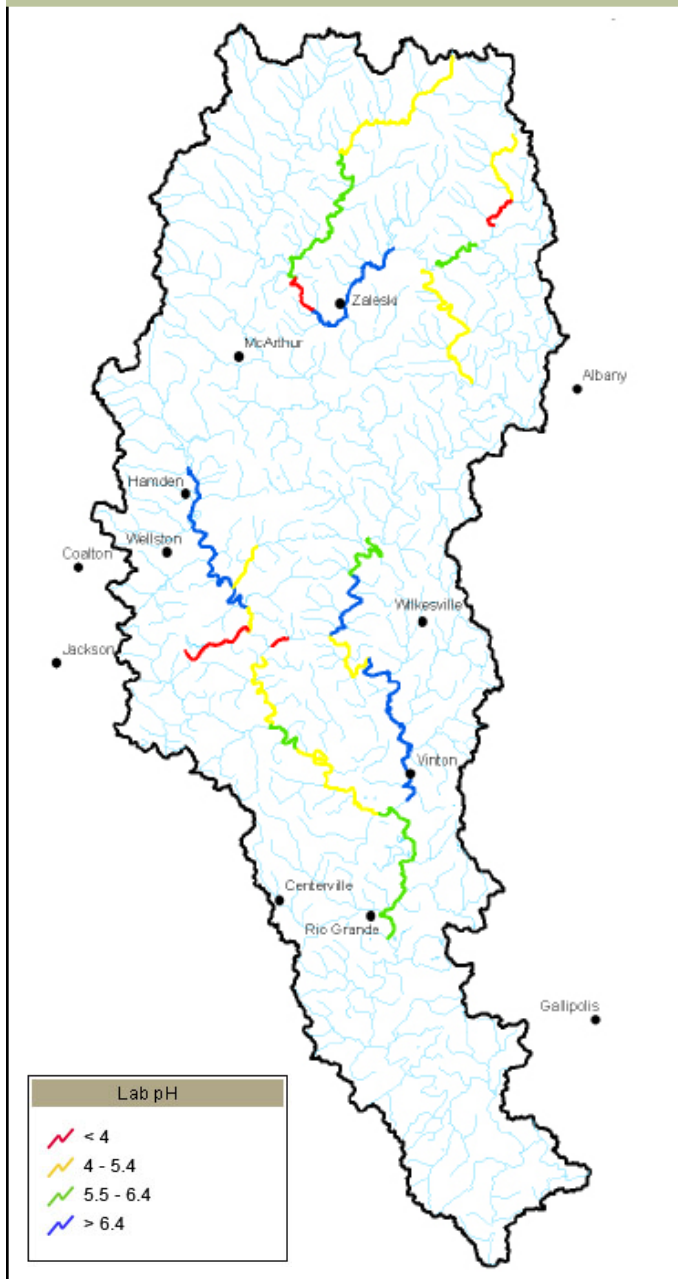 Zaleski
McArthur
Albany
Hamden
Wellston
Coalton
Wilkesville
Jackson
Vinton
Centerville
Rio Grande
Gallipolis
Lab pH
< 4
4 - 5.4
5.5 - 6.4
> 6.4